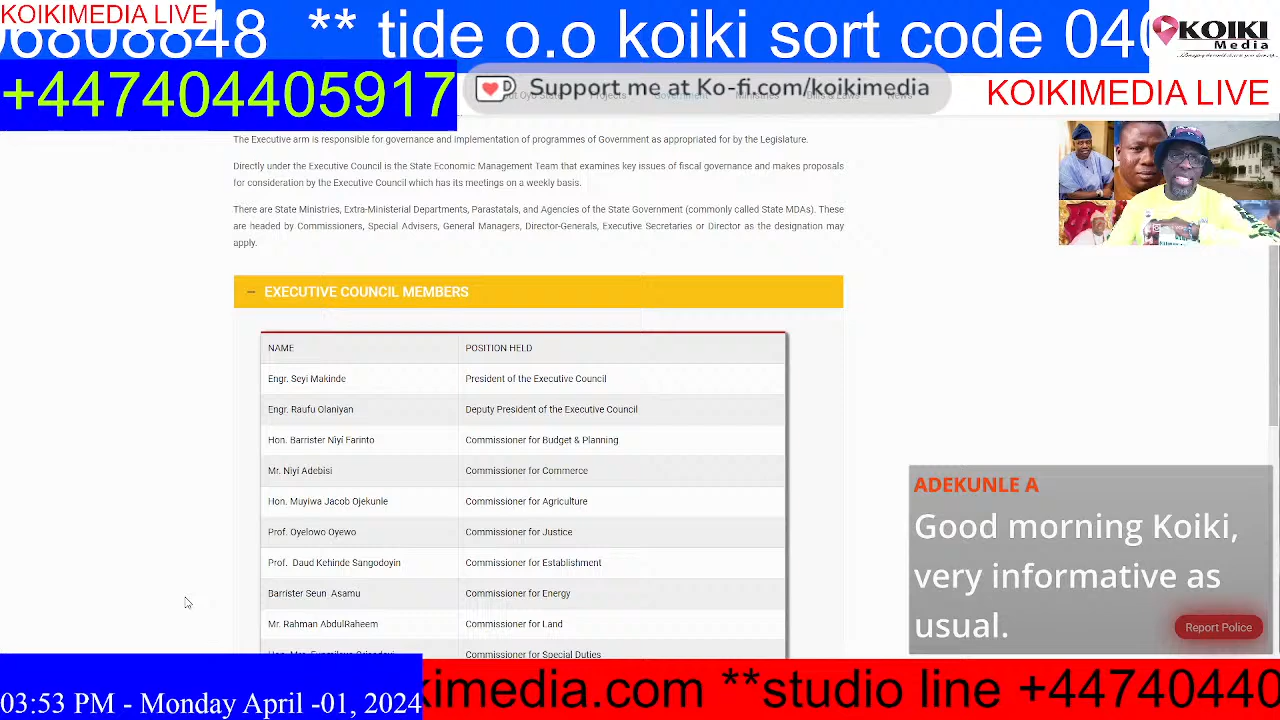 KOIKIMEDIA LIVE
06808848 ** tide o.o koiki sort code 040
KOIKI
Media
+447404405917
Support me at Ko-fi.com/koikimedia
Projects Government Ministries Bills & Laws News
KOIKIMEDIA LIVE
The Executive arm is responsible for governance and implementation of programmes of Government as appropriated for by the Legislature.
Directly under the Executive Council is the State Economic Management Team that examines key issues of fiscal governance and makes proposals
for consideration by the Executive Council which has its meetings on a weekly basis.
There are State Ministries, Extra-Ministerial Departments, Parastatals, and Agencies of the State Government (commonly called State MDAs). These
are headed by Commissioners, Special Advisers, General Managers, Director-Generals, Executive Secretaries or Director as the designation may
apply.
− EXECUTIVE COUNCIL MEMBERS
NAME POSITION HELD
Engr. Seyi Makinde President of the Executive Council
Engr. Raufu Olaniyan Deputy President of the Executive Council
Hon. Barrister Niyi Farinto Commissioner for Budget & Planning
Mr. Niyi Adebisi Commissioner for Commerce
Hon. Muyiwa Jacob Ojekunle Commissioner for Agriculture
Prof. Oyelowo Oyewo Commissioner for Justice
Prof. Daud Kehinde Sangodoyin Commissioner for Establishment
Barrister Seun Asamu Commissioner for Energy
Mr. Rahman AbdulRaheem Commissioner for Land
Commissioner for Special Duties
ADEKUNLE A
Good morning Koiki,
very informative as
usual.
Report Police
03:53 PM - Monday April -01, 2024
kimedia.com **studio line +44740440